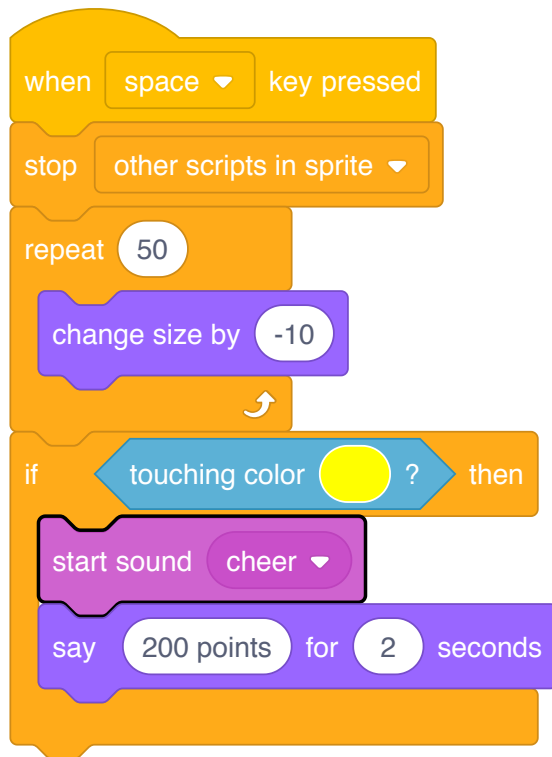 when space key pressed
stop other scripts in sprite
repeat 50
change size by -10
if touching color ? then
start sound cheer
say 200 points for 2 seconds